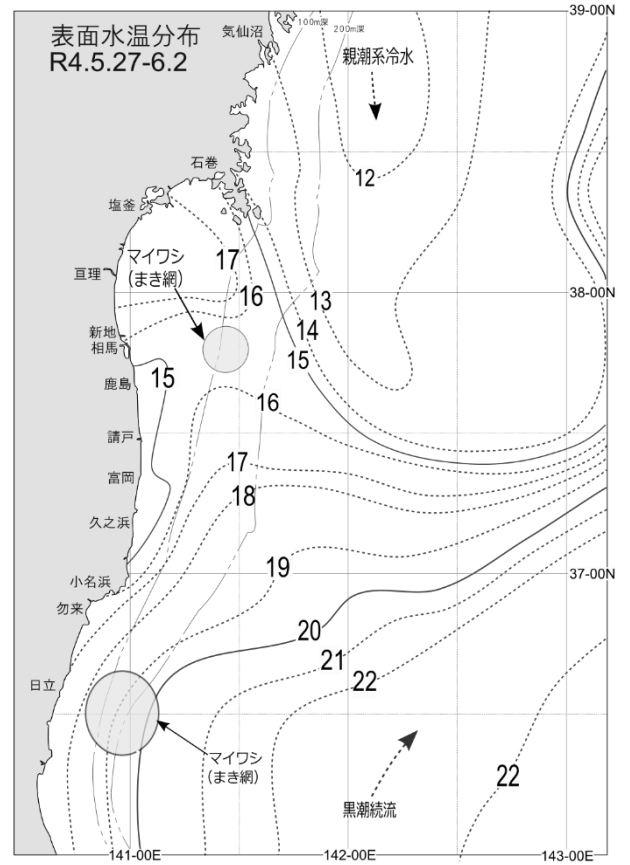 表面水温分布
R4.5.27-6.2
気仙沼
100m深
200m深
39-00N
親潮系冷水
12
石巻
塩釜
17
マイワシ
(まき網)
亘理
16
38-00N
13
新地
相馬
14
15
15
鹿島
16
請戸
17
富岡
18
久之浜
19
37-00N
小名浜
勿来
20
21
22
日立
マイワシ
(まき網)
22
黒潮続流
141-00E
142-00E
143-00E